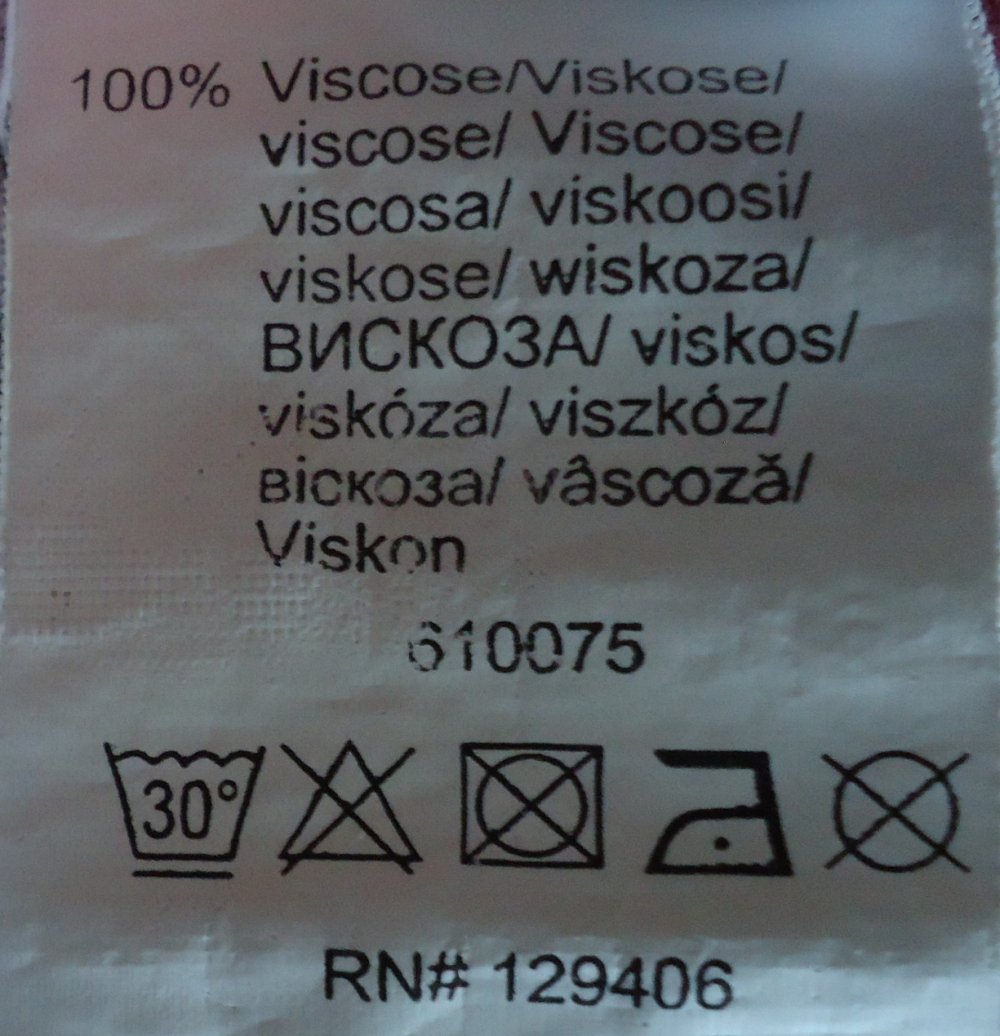 100% Viscose/Viskose/
viscose/ Viscose/
viscosa/ viskoosi/
viskose/ wiskoza/
ВИСКОЗА/ viskos/
viskóza/ viszkóz/
віскоза/ vâscoză/
Viskon
610075
30°
RN# 129406